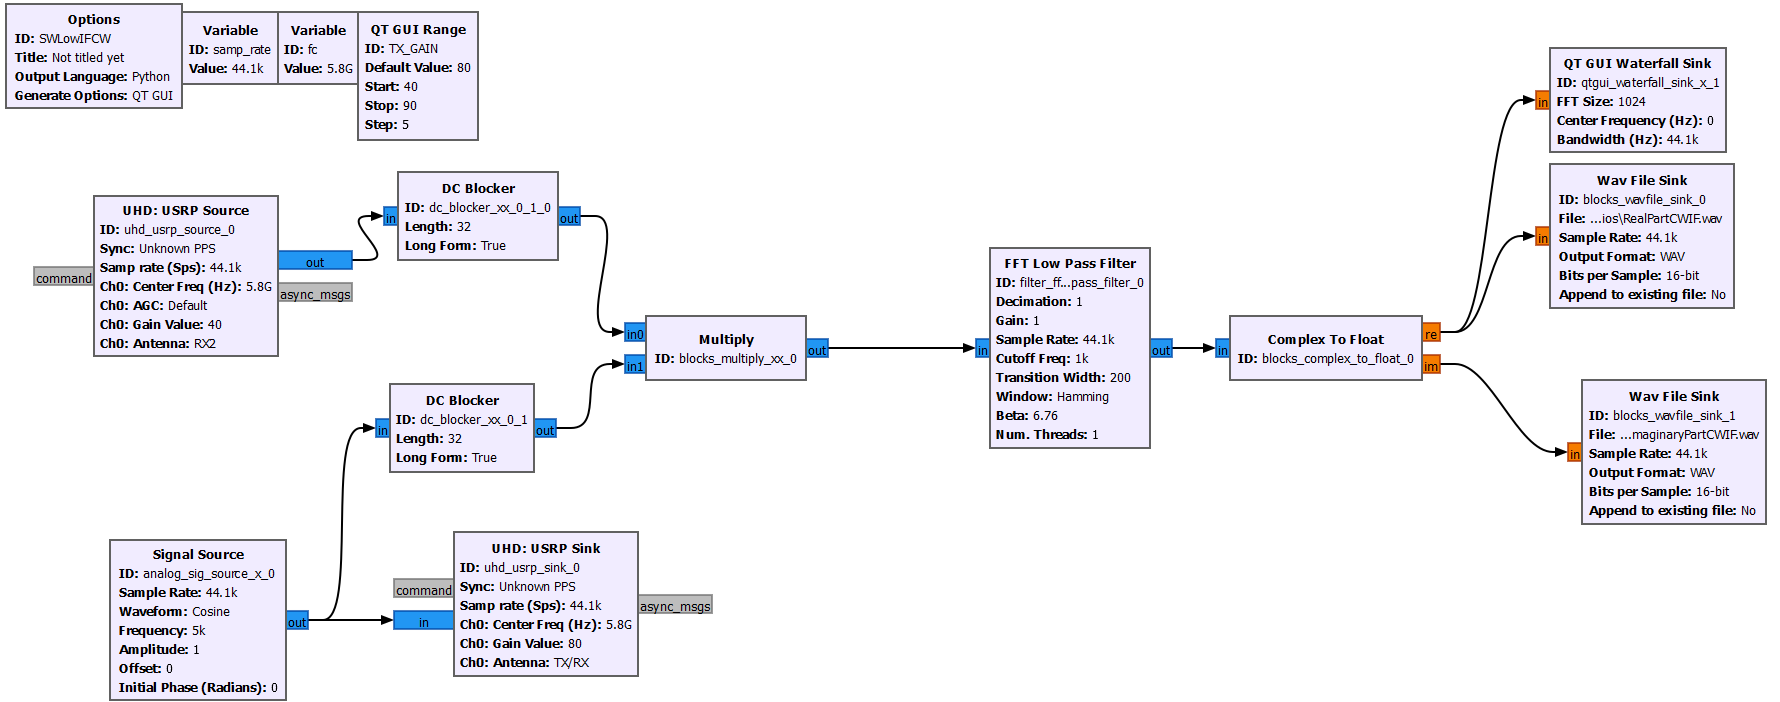 Options
ID: SWLowIFCW
Title: Not titled yet
Output Language: Python
Generate Options: QT GUI
Variable
ID: samp_rate
Value: 44.1k
Variable
ID: fc
Value: 5.8G
QT GUI Range
ID: TX_GAIN
Default Value: 80
Start: 40
Stop: 90
Step: 5
UHD: USRP Source
ID: uhd_usrp_source_0
Sync: Unknown PPS
Samp rate (Sps): 44.1k
Ch0: Center Freq (Hz): 5.8G
Ch0: AGC: Default
Ch0: Gain Value: 40
Ch0: Antenna: RX2
command
out
async_msgs
DC Blocker
ID: dc_blocker_xx_0_1_0
Length: 32
Long Form: True
in
out
DC Blocker
ID: dc_blocker_xx_0_1
Length: 32
Long Form: True
in
out
Signal Source
ID: analog_sig_source_x_0
Sample Rate: 44.1k
Waveform: Cosine
Frequency: 5k
Amplitude: 1
Offset: 0
Initial Phase (Radians): 0
out
UHD: USRP Sink
ID: uhd_usrp_sink_0
Sync: Unknown PPS
Samp rate (Sps): 44.1k
Ch0: Center Freq (Hz): 5.8G
Ch0: Gain Value: 80
Ch0: Antenna: TX/RX
command
in
async_msgs
in0
in1
Multiply
ID: blocks_multiply_xx_0
out
in
FFT Low Pass Filter
ID: filter_ff...pass_filter_0
Decimation: 1
Gain: 1
Sample Rate: 44.1k
Cutoff Freq: 1k
Transition Width: 200
Window: Hamming
Beta: 6.76
Num. Threads: 1
out
in
Complex To Float
ID: blocks_complex_to_float_0
re
im
in
QT GUI Waterfall Sink
ID: qtgui_waterfall_sink_x_1
FFT Size: 1024
Center Frequency (Hz): 0
Bandwidth (Hz): 44.1k
in
Wav File Sink
ID: blocks_wavfile_sink_0
File: ...ios\RealPartCWIF.wav
Sample Rate: 44.1k
Output Format: WAV
Bits per Sample: 16-bit
Append to existing file: No
in
Wav File Sink
ID: blocks_wavfile_sink_1
File: ...maginaryPartCWIF.wav
Sample Rate: 44.1k
Output Format: WAV
Bits per Sample: 16-bit
Append to existing file: No